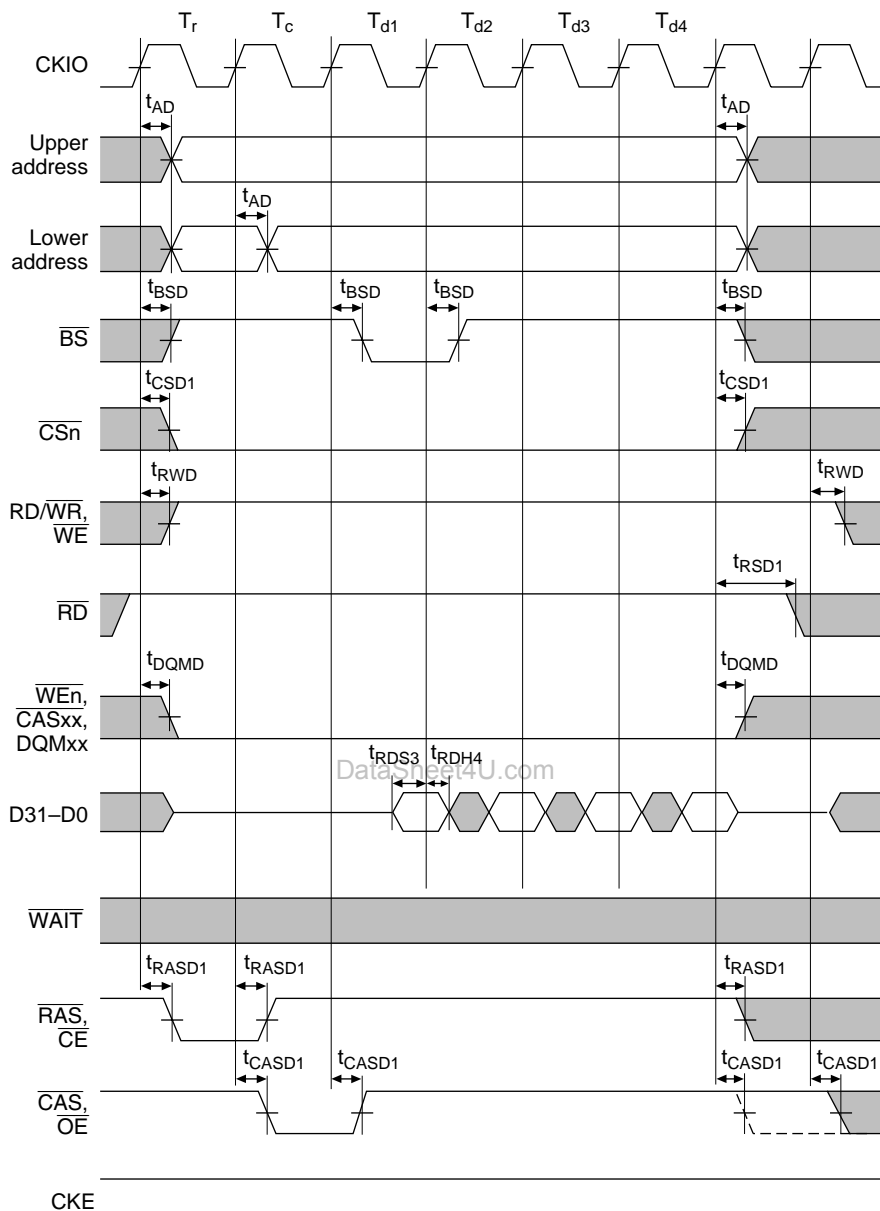 Tr Tc Td1 Td2 Td3 Td4
CKIO
tAD tAD
Upper
address
tAD
Lower
address
tBSD tBSD tBSD tBSD
BS
tCSD1 tCSD1
CSn
tRWD tRWD
RD/WR,
WE
tRSD1
RD
tDQMD tDQMD
WEn,
CASxx,
DQMxx
tRDS3 tRDH4
DataSheet4U.com
D31–D0
WAIT
tRASD1 tRASD1 tRASD1
RAS,
CE
tCASD1 tCASD1 tCASD1 tCASD1
CAS,
OE
CKE